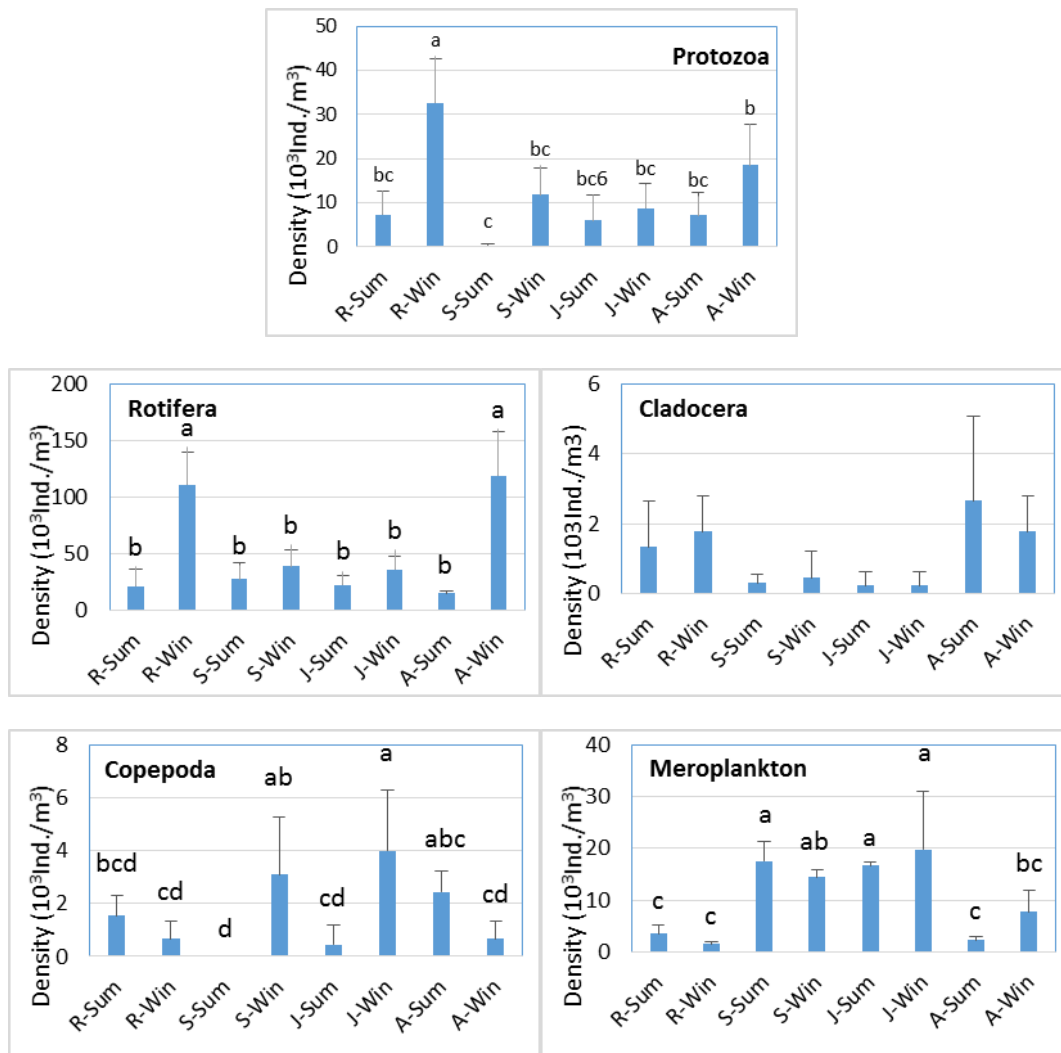 Protozoa
Density (10³Ind./m³)
50
40
30
20
10
0
a
b
bc
bc
bc6
bc
bc
c
R-Sum
R-Win
S-Sum
S-Win
J-Sum
J-Win
A-Sum
A-Win
Rotifera
Density (10³Ind./m³)
200
150
100
50
0
b
a
b
b
b
b
b
a
R-Sum
R-Win
S-Sum
S-Win
J-Sum
J-Win
A-Sum
A-Win
Cladocera
Density (103Ind./m3)
6
4
2
0
R-Sum
R-Win
S-Sum
S-Win
J-Sum
J-Win
A-Sum
A-Win
Copepoda
Density (10³Ind./m³)
8
6
4
2
0
bcd
cd
d
ab
cd
a
abc
cd
R-Sum
R-Win
S-Sum
S-Win
J-Sum
J-Win
A-Sum
A-Win
Meroplankton
Density (10³Ind./m³)
40
30
20
10
0
c
c
a
ab
a
a
c
bc
R-Sum
R-Win
S-Sum
S-Win
J-Sum
J-Win
A-Sum
A-Win